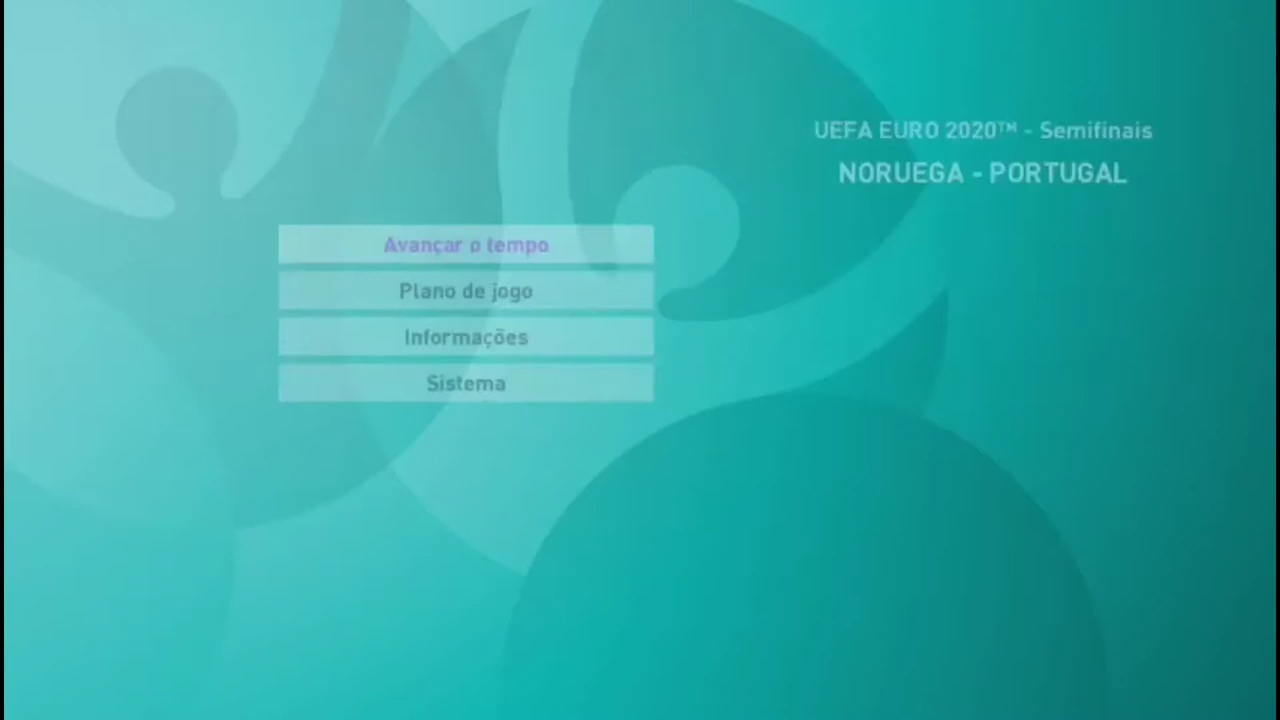 UEFA EURO 2020™ - Semifinais
NORUEGA - PORTUGAL
Avançar o tempo
Plano de jogo
Informações
Sistema